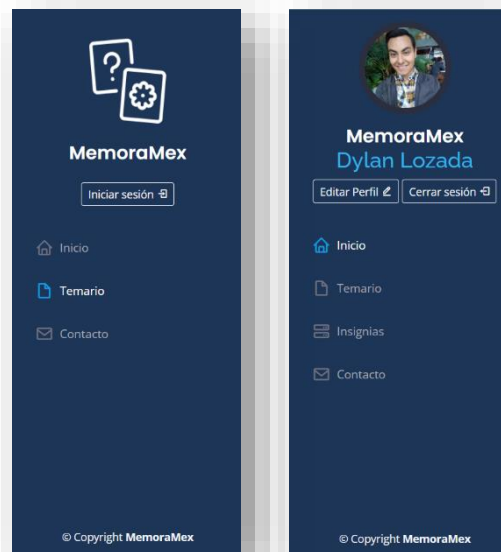 ?
MemoraMex
Iniciar sesión
Inicio
Temario
Contacto
© Copyright MemoraMex
MemoraMex
Dylan Lozada
Editar Perfil
Cerrar sesión
Inicio
Temario
Insignias
Contacto
© Copyright MemoraMex